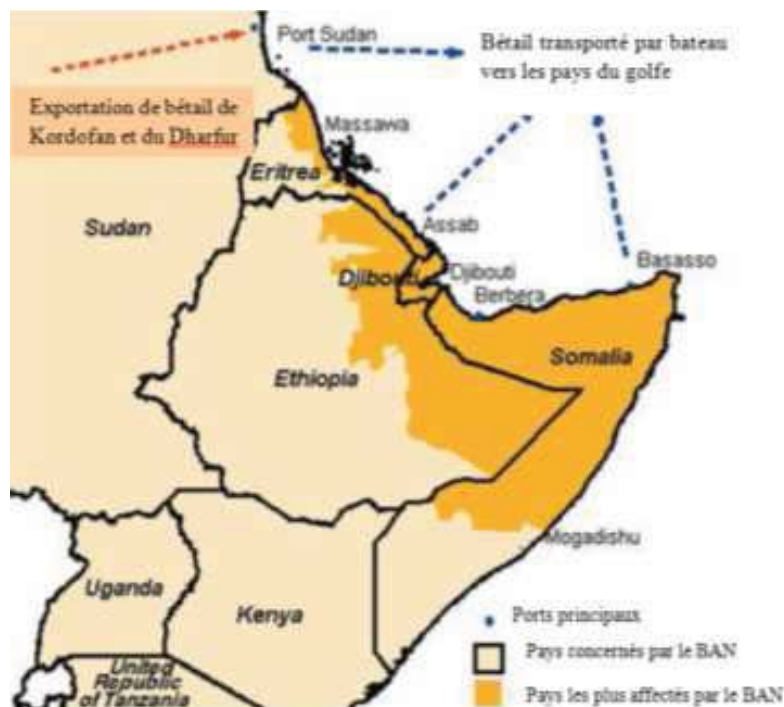 Port Sudan
Bétail transporté par bateau
vers les pays du golfe
Exportation de bétail de
Kordofan et du Dharfur
Massawa
Eritrea
Sudan
Assab
Djibouti
Djibouti
Basasso
Berbera
Somalia
Ethiopia
Mogadishu
Uganda
Kenya
United
Republic
of Tanzania
Ports principaux
Pays concernés par le BAN
Pays les plus affectés par le BAN